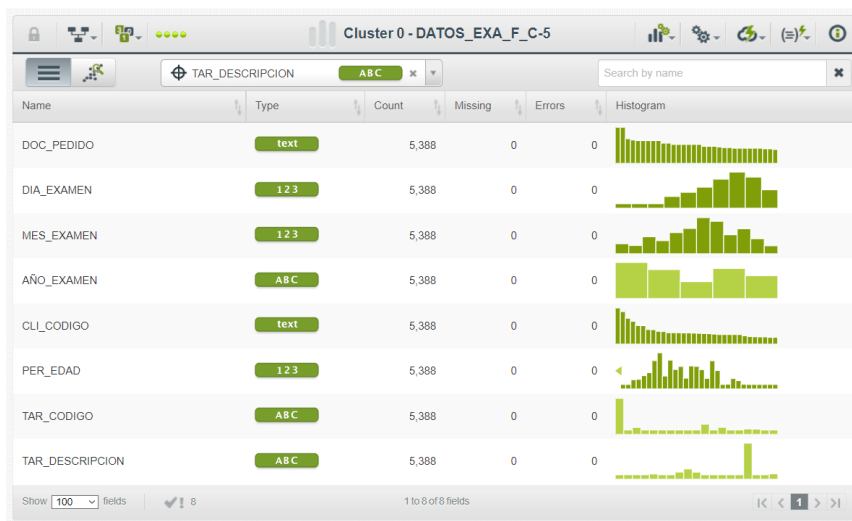 Cluster 0 - DATOS_EXA_F_C-5
TAR_DESCRIPCION ABC Search by name
Name Type Count Missing Errors Histogram
DOC_PEDIDO text 5,388 0 0
DIA_EXAMEN 123 5,388 0 0
MES_EXAMEN 123 5,388 0 0
AÑO_EXAMEN ABC 5,388 0 0
CLI_CODIGO text 5,388 0 0
PER_EDAD 123 5,388 0 0
TAR_CODIGO ABC 5,388 0 0
TAR_DESCRIPCION ABC 5,388 0 0
Show 100 fields 8 1 to 8 of 8 fields 1